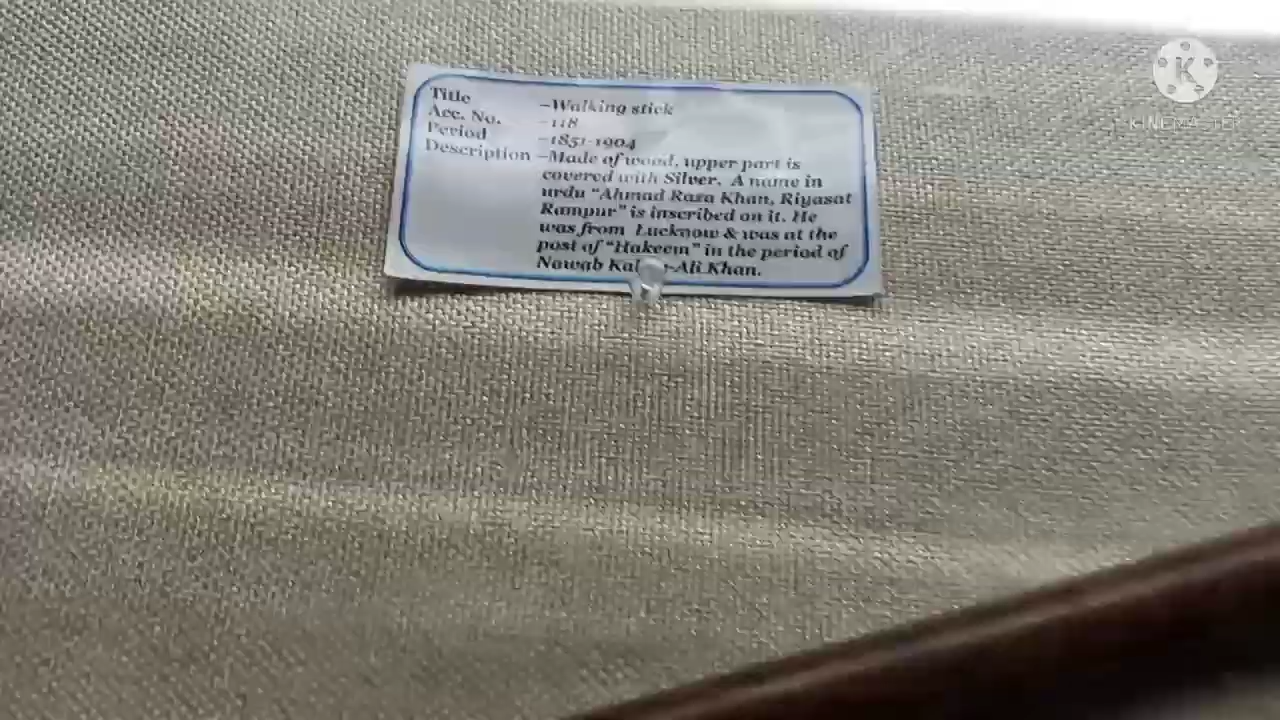 Title –Walking stick
Acc. No. –118
Period –1851-1904
Description –Made of wood, upper part is
covered with Silver. A name in
urdu "Ahmad Raza Khan, Riyasat
Rampur" is inscribed on it. He
was from Lucknow & was at the
post of "Hakeem" in the period of
Nawab -Ali Khan.
KINEMASTER